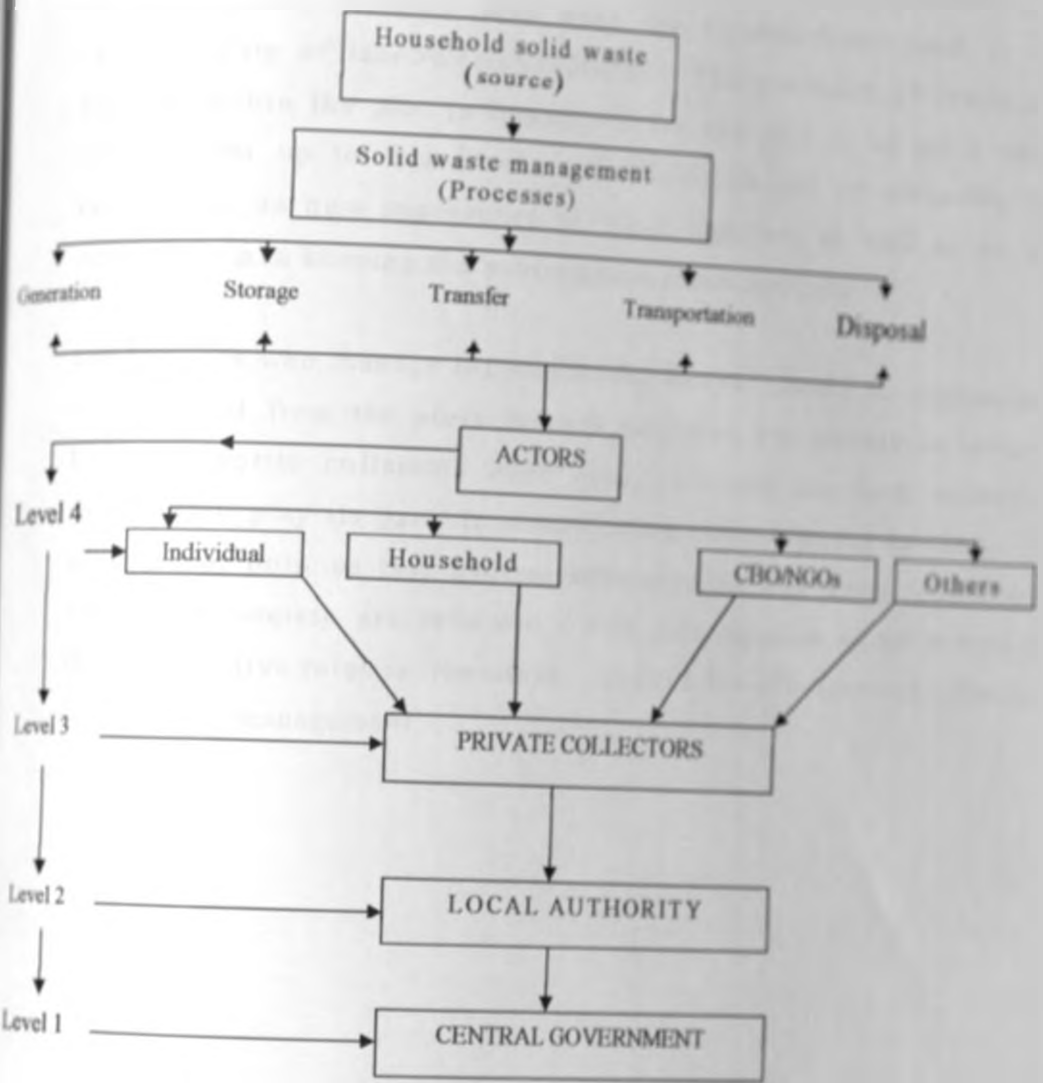 Household solid waste
(source)
Solid waste management
(Processes)
Generation
Storage
Transfer
Transportation
Disposal
ACTORS
Level 4
Individual
Household
CBO/NGOs
Others
Level 3
PRIVATE COLLECTORS
Level 2
LOCAL AUTHORITY
Level 1
CENTRAL GOVERNMENT